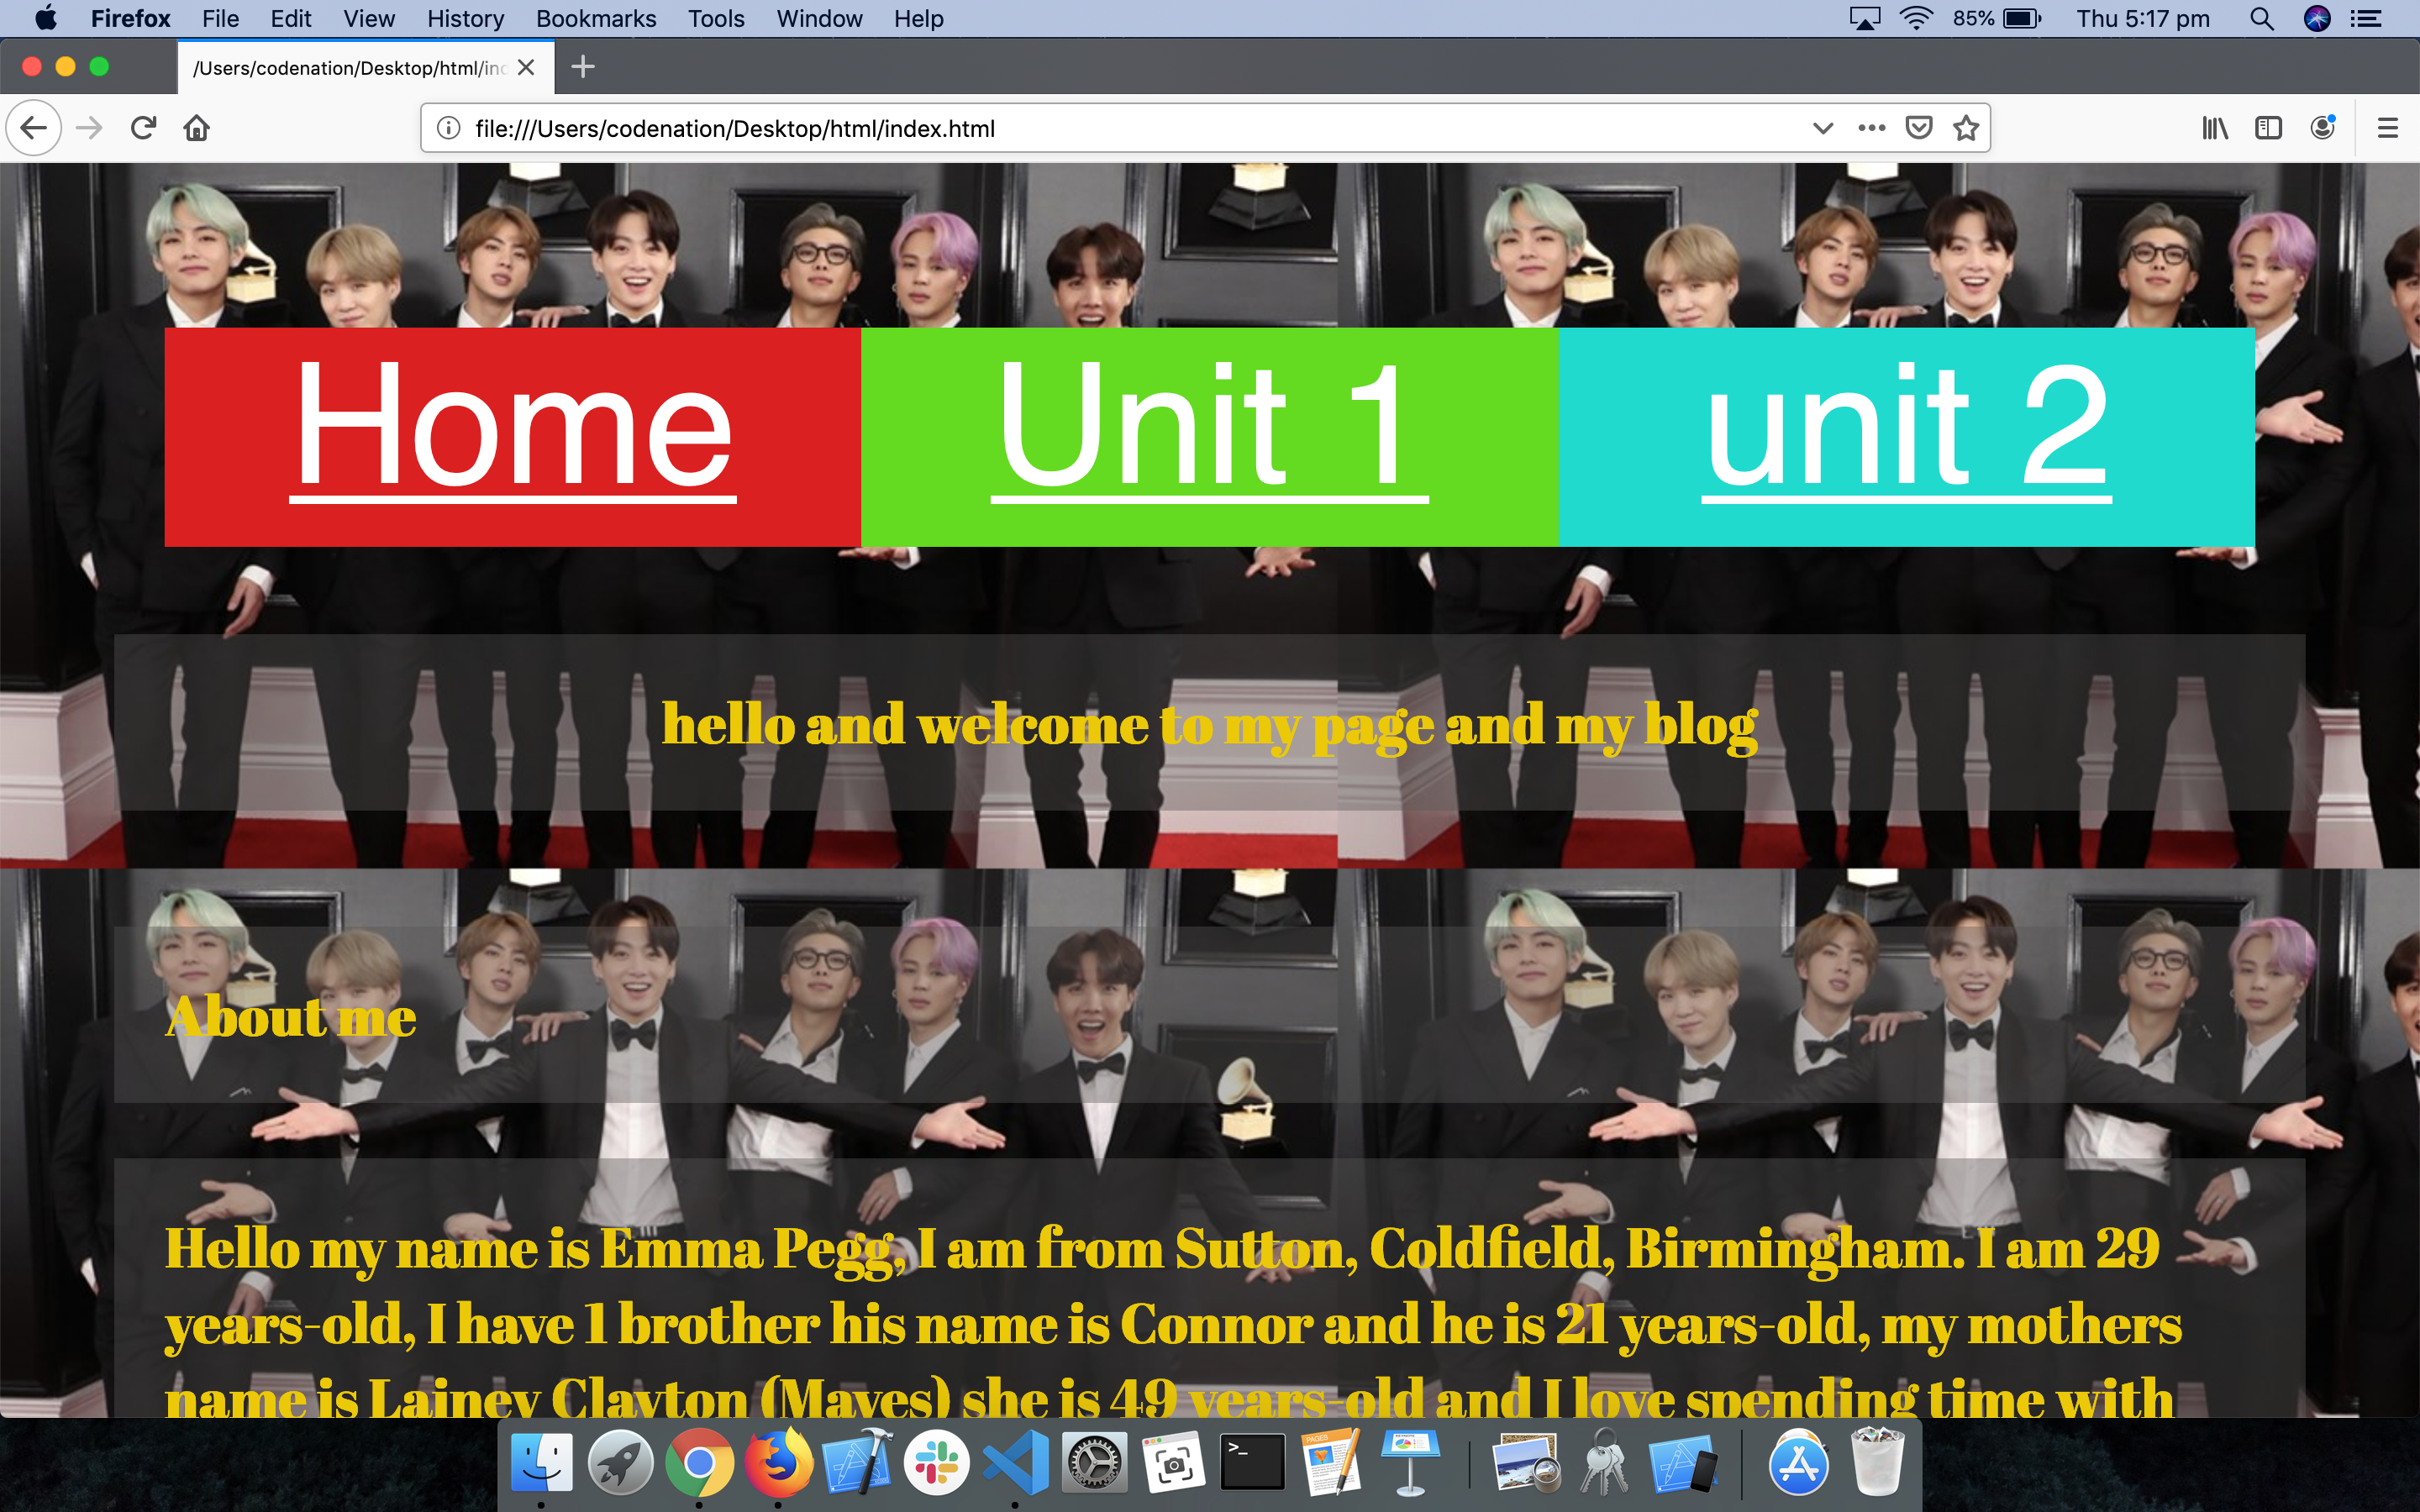 Firefox File Edit View History Bookmarks Tools Window Help 85% Thu 5:17 pm
/Users/codenation/Desktop/html/ind
file:///Users/codenation/Desktop/html/index.html
Home Unit 1 unit 2
hello and welcome to my page and my blog
About me
Hello my name is Emma Pegg, I am from Sutton, Coldfield, Birmingham. I am 29
years-old, I have 1 brother his name is Connor and he is 21 years-old, my mothers
name is Lainey Clayton (Mayes) she is 49 years-old and I love spending time with
>_
PAGES